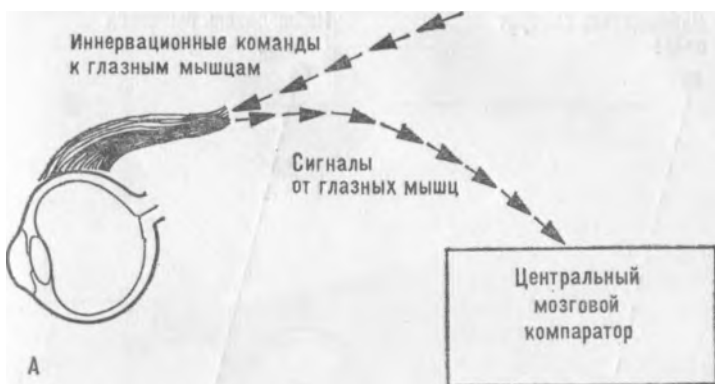 Иннервационные команды
к глазным мышцам
Сигналы
от глазных мышц
Центральный
мозговой
компаратор
А